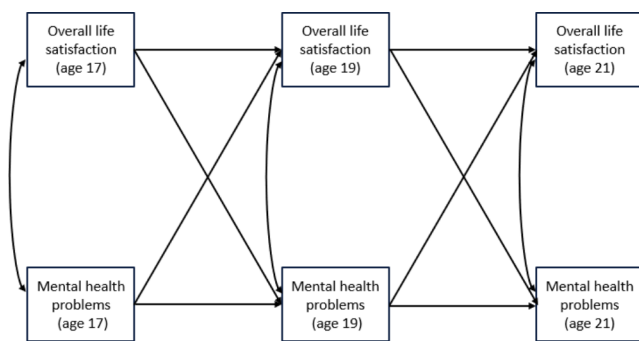 Overall life
satisfaction
(age 17)
Overall life
satisfaction
(age 19)
Overall life
satisfaction
(age 21)
Mental health
problems
(age 17)
Mental health
problems
(age 19)
Mental health
problems
(age 21)